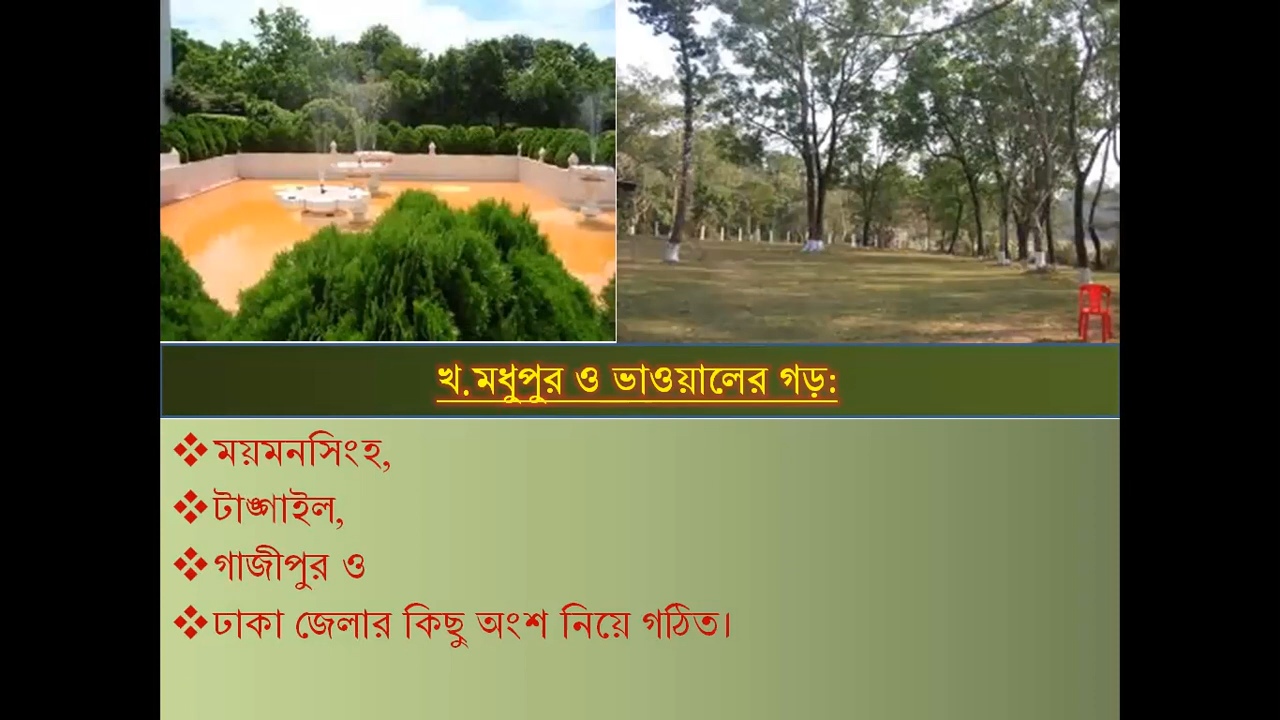 খ.মধুপুর ও ভাওয়ালের গড়:
❖ময়মনসিংহ,
❖টাঙ্গাইল,
❖গাজীপুর ও
❖ঢাকা জেলার কিছু অংশ নিয়ে গঠিত।